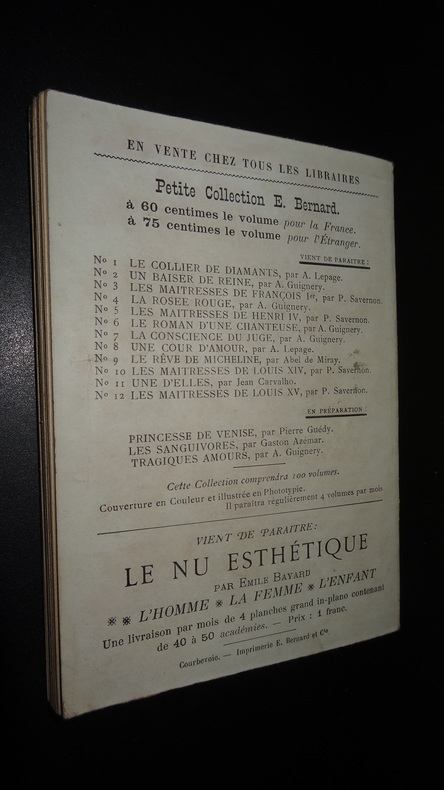 EN VENTE CHEZ TOUS LES LIBRAIRES
Petite Collection E. Bernard.
à 60 centimes le volume pour la France.
à 75 centimes le volume pour l'Étranger.
VIENT DE PARAITRE :
No 1 LE COLLIER DE DIAMANTS, par A. Lepage.
No 2 UN BAISER DE REINE, par A. Guignery.
No 3 LES MAITRESSES DE FRANÇOIS Ier, par P. Savernon.
No 4 LA ROSEE ROUGE, par A. Guignery.
No 5 LES MAITRESSES DE HENRI IV, par P. Savernon.
No 6 LE ROMAN D'UNE CHANTEUSE, par A. Guignery.
No 7 LA CONSCIENCE DU JUGE, par A. Guignery.
No 8 UNE COUR D'AMOUR, par A. Lepage.
No 9 LE RÊVE DE MICHELINE, par Abel de Miray.
No 10 LES MAITRESSES DE LOUIS XIV, par P. Savernon.
No 11 UNE D'ELLES, par Jean Carvalho.
No 12 LES MAITRESSES DE LOUIS XV, par P. Savernon.
EN PRÉPARATION
PRINCESSE DE VENISE, par Pierre Guédy.
LES SANGUIVORES, par Gaston Azémar.
TRAGIQUES AMOURS, par A. Guignery.
Cette Collection comprendra 100 volumes.
Couverture en Couleur et illustrée en Phototypie.
Il paraîtra régulièrement 4 volumes par mois
VIENT DE PARAITRE :
LE NU ESTHÉTIQUE
PAR EMILE BAYARD
※ ※ L'HOMME ※ LA FEMME ※ L'ENFANT
Une livraison par mois de 4 planches grand in-plano contenant
de 40 à 50 académies. — Prix : 1 franc.
Courbevoie. — Imprimerie E. Bernard et Cie